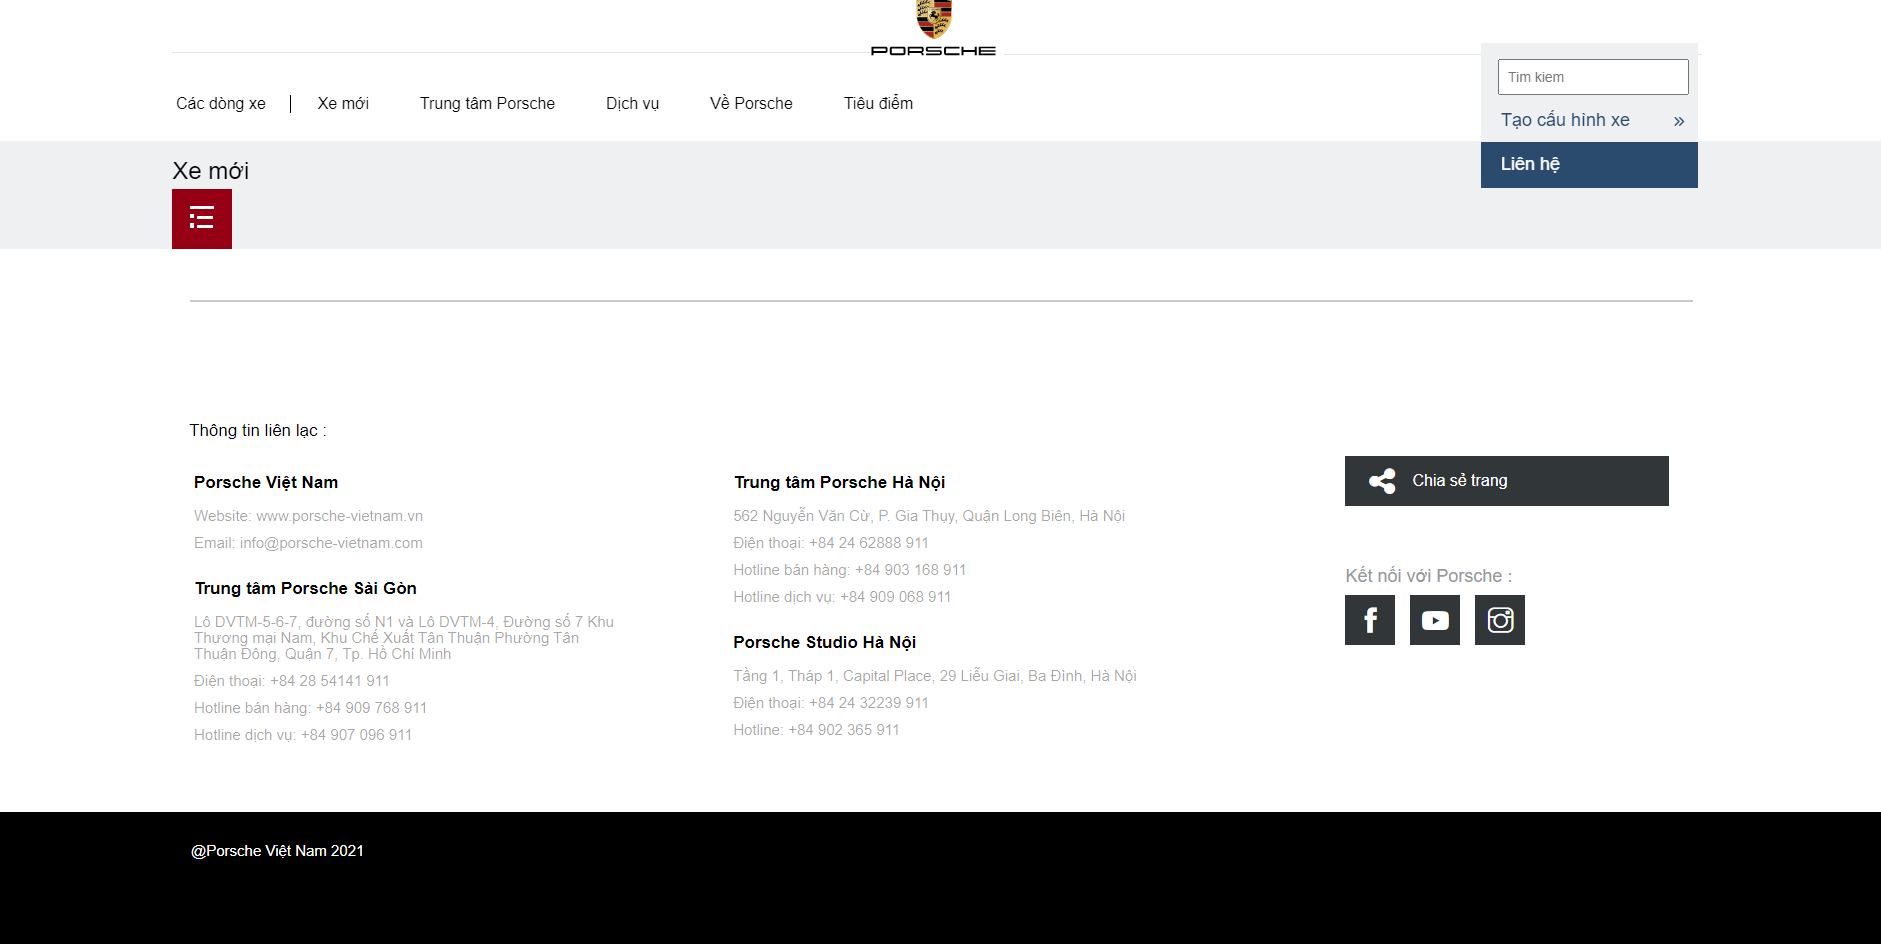 PORSCHE
Tim kiem
Các dòng xe
Xe mới
Trung tâm Porsche
Dịch vụ
Về Porsche
Tiêu điểm
Tạo cấu hình xe »
Liên hệ
Xe mới
Thông tin liên lạc :
Porsche Việt Nam
Website: www.porsche-vietnam.vn
Email: info@porsche-vietnam.com
Trung tâm Porsche Sài Gòn
Lô DVTM-5-6-7, đường số N1 và Lô DVTM-4, Đường số 7 Khu
Thương mại Nam, Khu Chế Xuất Tân Thuận Phường Tân
Thuận Đông, Quận 7, Tp. Hồ Chí Minh
Điện thoại: +84 28 54141 911
Hotline bán hàng: +84 909 768 911
Hotline dịch vụ: +84 907 096 911
Trung tâm Porsche Hà Nội
562 Nguyễn Văn Cừ, P. Gia Thụy, Quận Long Biên, Hà Nội
Điện thoại: +84 24 62888 911
Hotline bán hàng: +84 903 168 911
Hotline dịch vụ: +84 909 068 911
Porsche Studio Hà Nội
Tầng 1, Tháp 1, Capital Place, 29 Liễu Giai, Ba Đình, Hà Nội
Điện thoại: +84 24 32239 911
Hotline: +84 902 365 911
Chia sẻ trang
Kết nối với Porsche :
@Porsche Việt Nam 2021